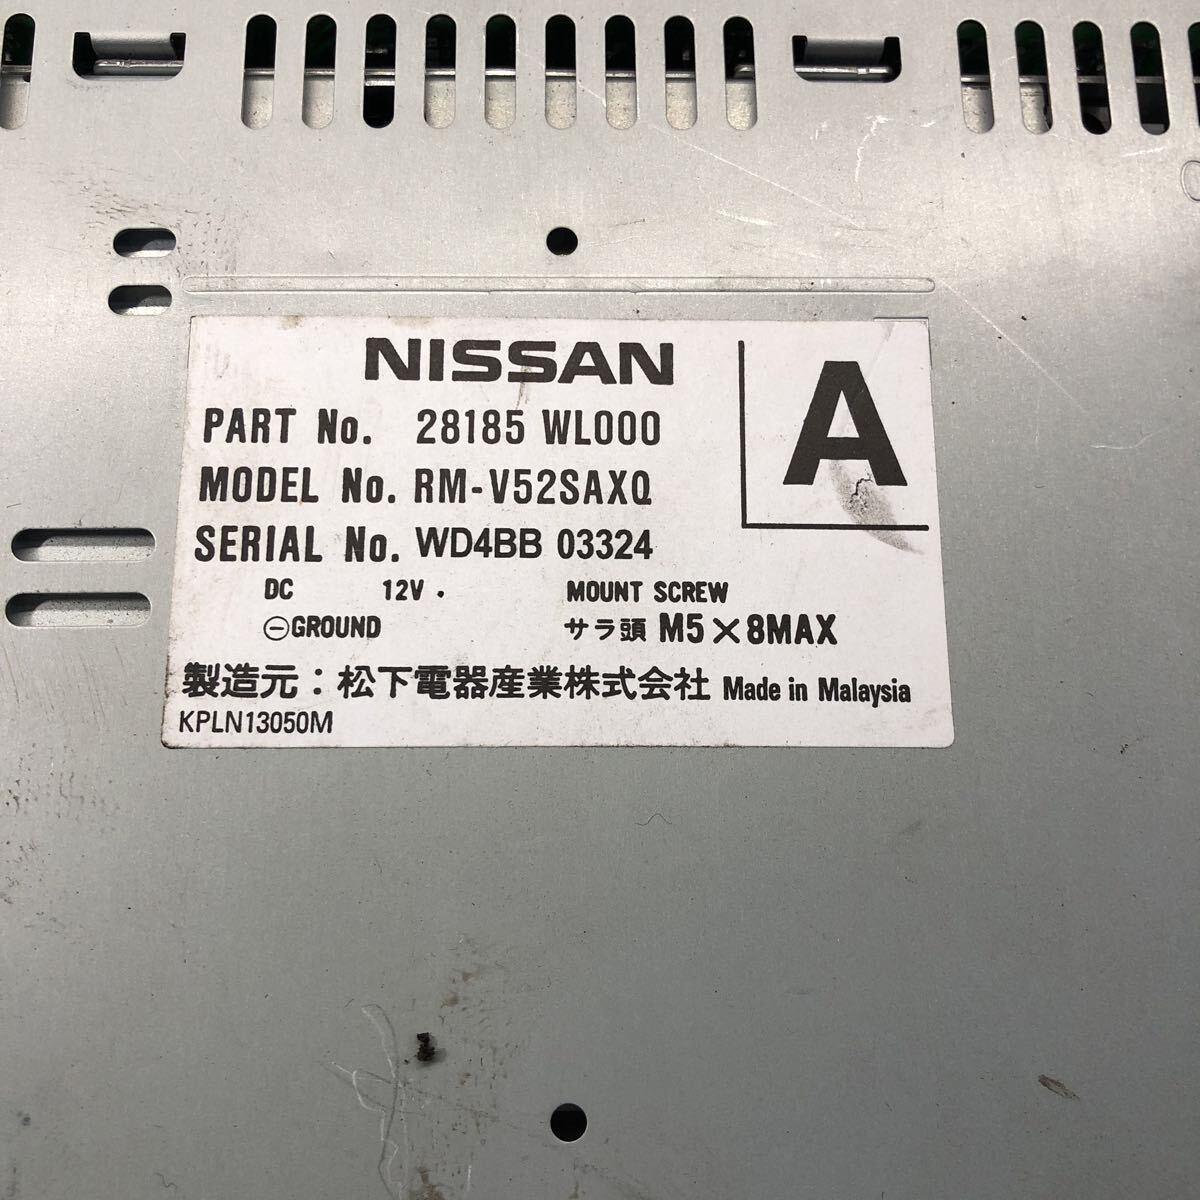 NISSAN
A
PART No. 28185 WL000
MODEL No. RM-V52SAXQ
SERIAL No. WD4BB 03324
DC 12V .
MOUNT SCREW
⊖GROUND
サラ頭 M5×8MAX
製造元：松下電器産業株式会社 Made in Malaysia
KPLN13050M